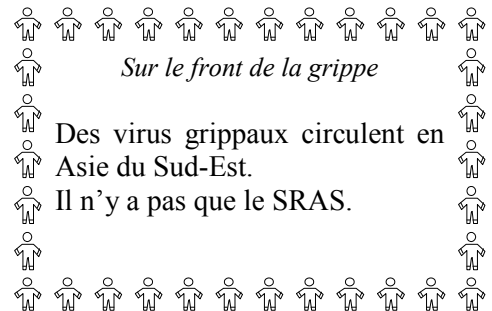 Sur le front de la grippe
Des virus grippaux circulent en
Asie du Sud-Est.
Il n’y a pas que le SRAS.